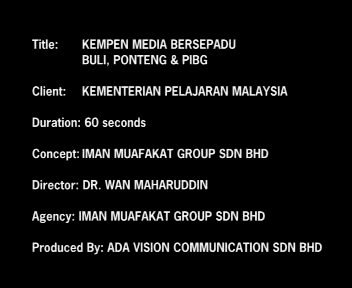 Title: KEMPEN MEDIA BERSEPADU
BULI, PONTENG & PIBG
Client: KEMENTERIAN PELAJARAN MALAYSIA
Duration: 60 seconds
Concept: IMAN MUAFAKAT GROUP SDN BHD
Director: DR. WAN MAHARUDDIN
Agency: IMAN MUAFAKAT GROUP SDN BHD
Produced By: ADA VISION COMMUNICATION SDN BHD